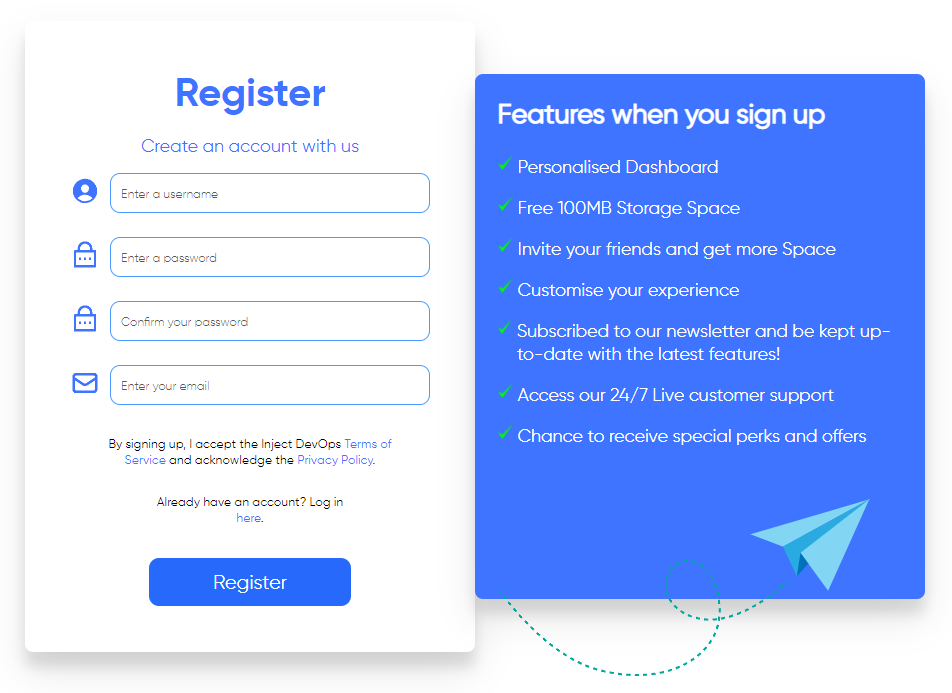 Register
Create an account with us
Enter a username
Enter a password
Confirm your password
Enter your email
By signing up, I accept the Inject DevOps Terms of
Service and acknowledge the Privacy Policy.
Already have an account? Log in
here.
Register
Features when you sign up
Personalised Dashboard
Free 100MB Storage Space
Invite your friends and get more Space
Customise your experience
Subscribed to our newsletter and be kept up-
to-date with the latest features!
Access our 24/7 Live customer support
Chance to receive special perks and offers